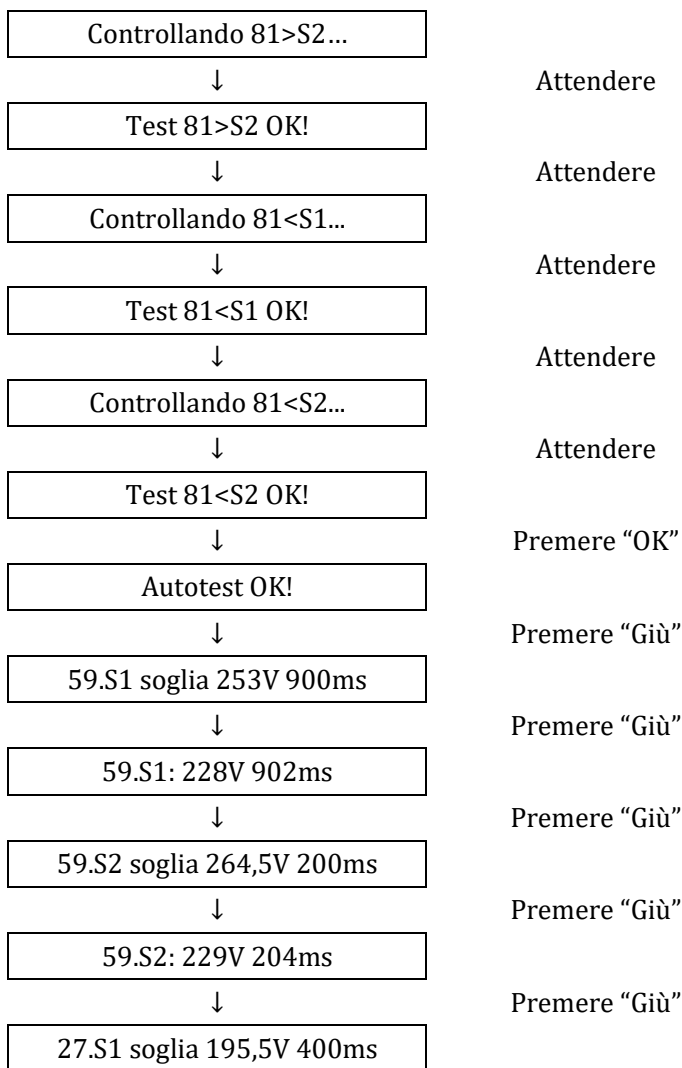 Controllando 81>S2...
↓ Attendere
Test 81>S2 OK!
↓ Attendere
Controllando 81<S1...
↓ Attendere
Test 81<S1 OK!
↓ Attendere
Controllando 81<S2...
↓ Attendere
Test 81<S2 OK!
↓ Premere “OK”
Autotest OK!
↓ Premere “Giù”
59.S1 soglia 253V 900ms
↓ Premere “Giù”
59.S1: 228V 902ms
↓ Premere “Giù”
59.S2 soglia 264,5V 200ms
↓ Premere “Giù”
59.S2: 229V 204ms
↓ Premere “Giù”
27.S1 soglia 195,5V 400ms